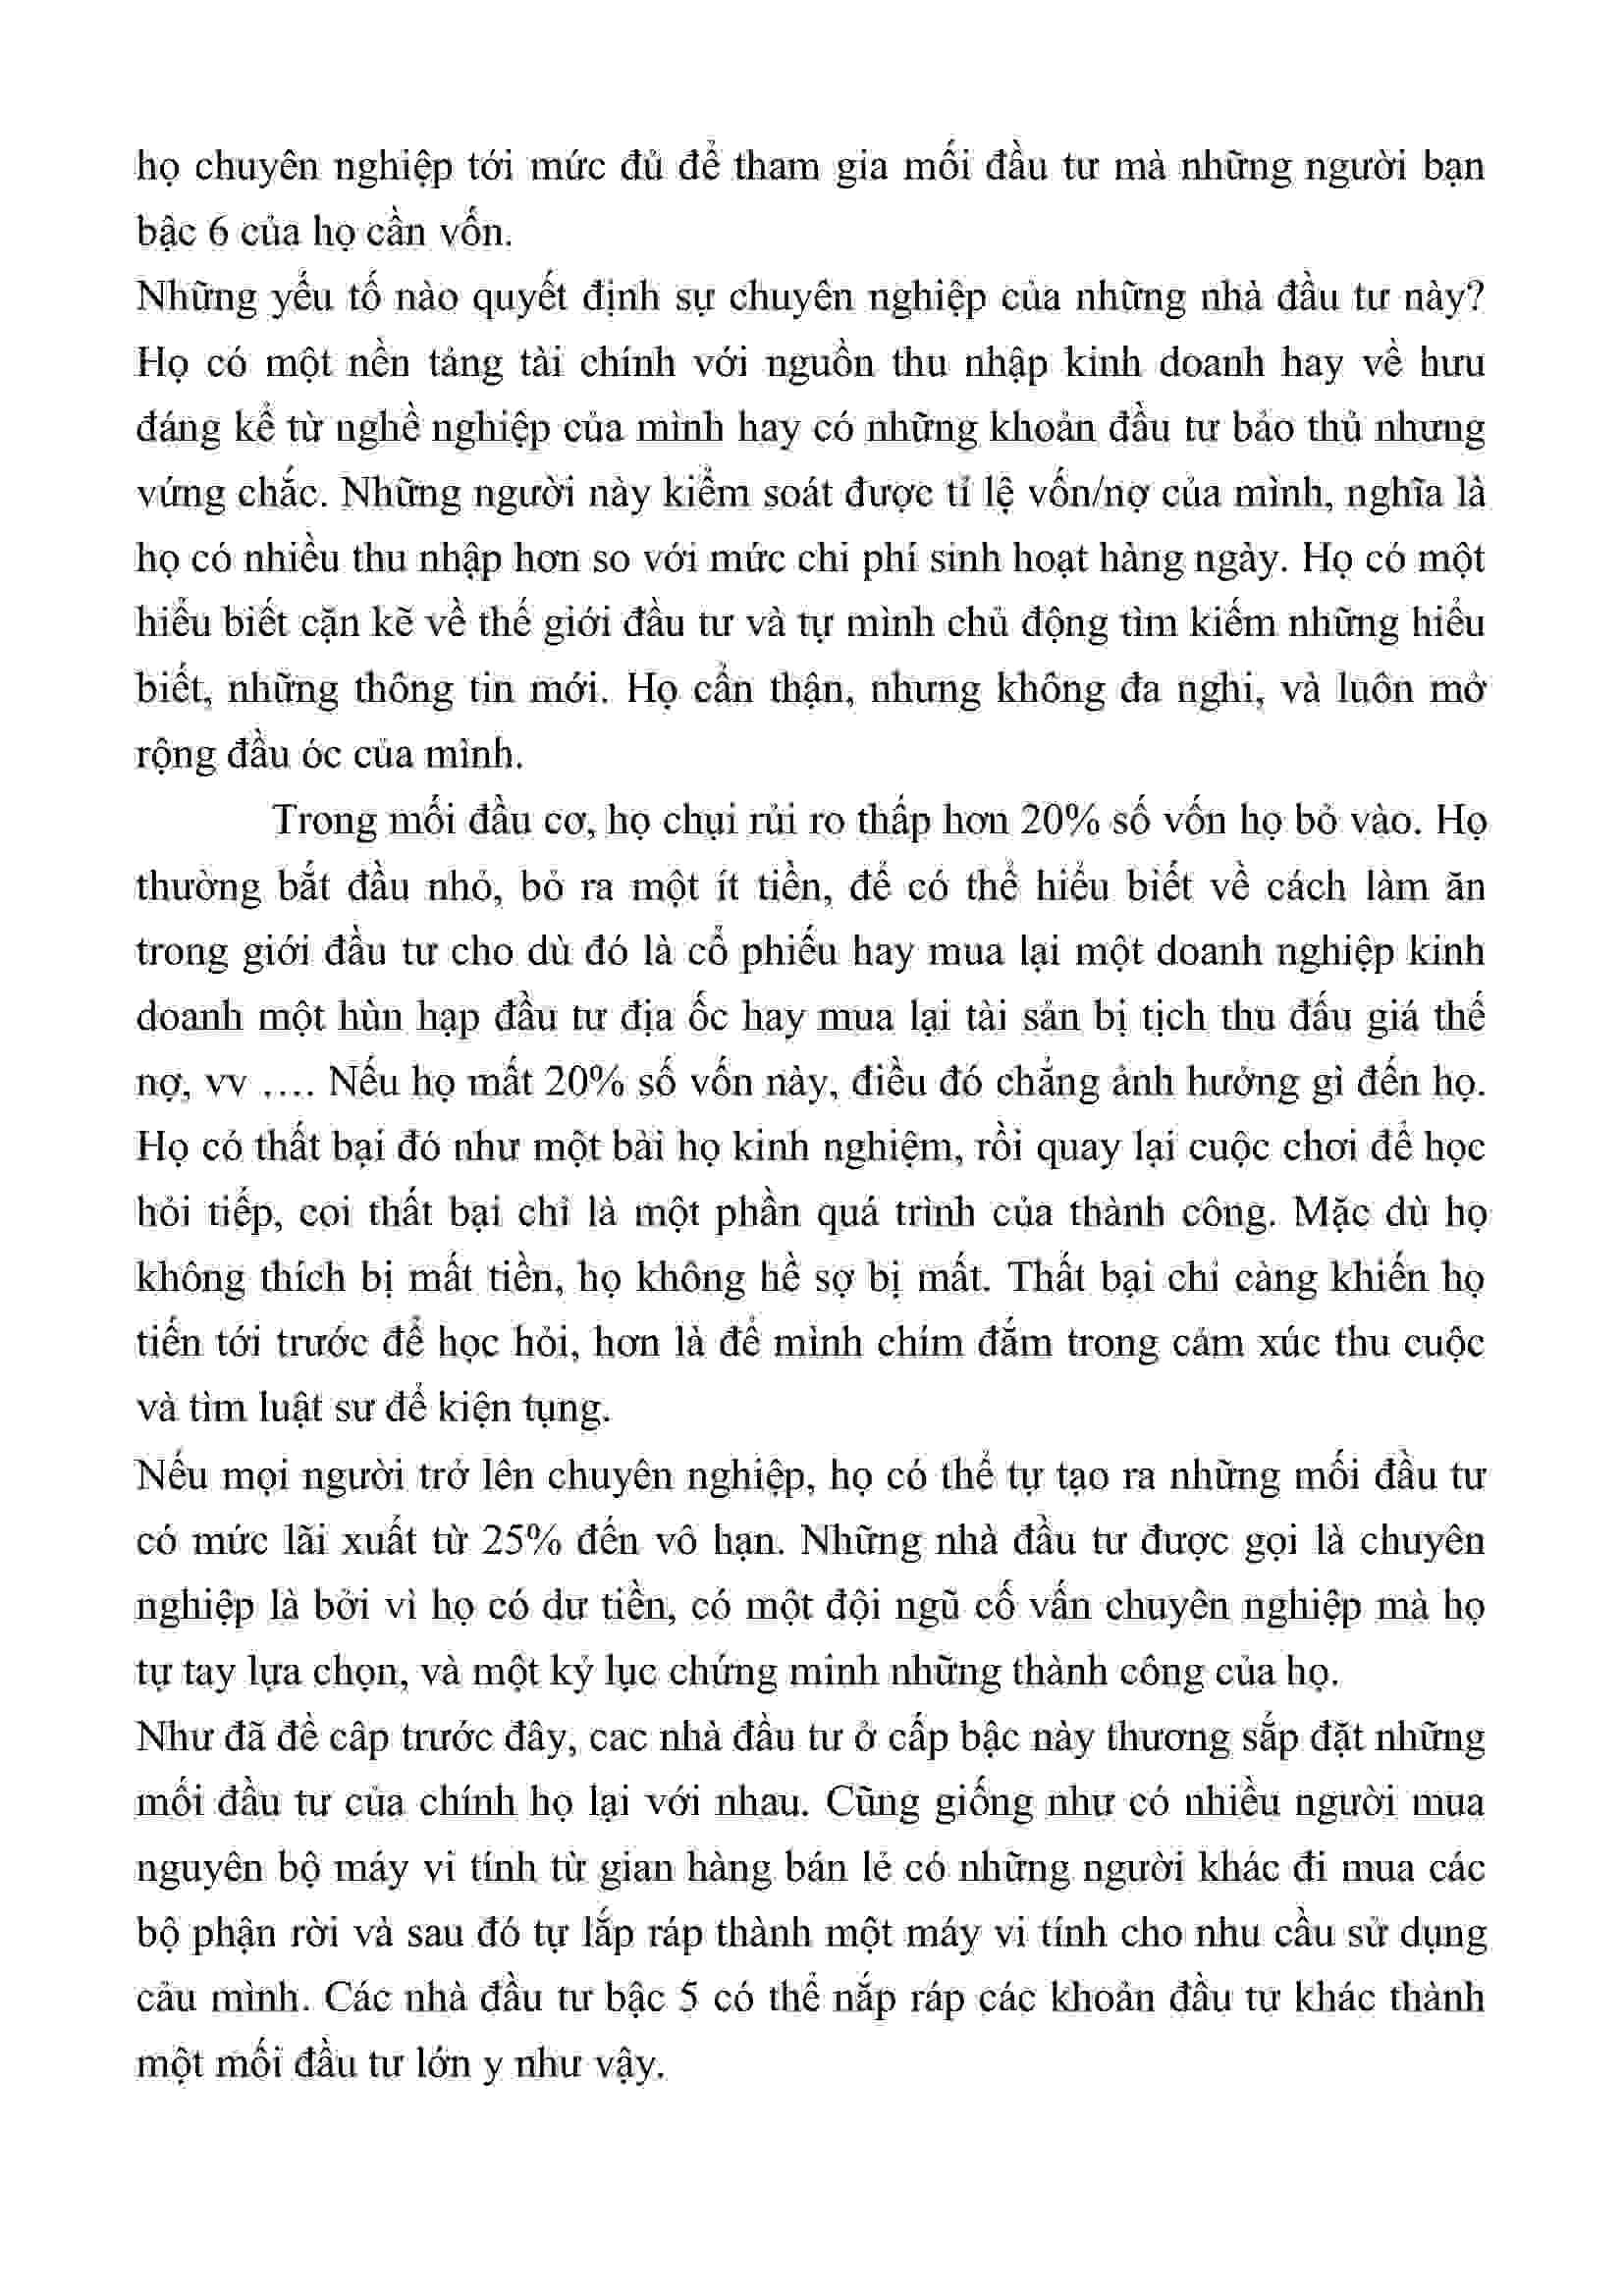 họ chuyên nghiệp tới mức đủ để tham gia mối đầu tư mà những người bạn
bậc 6 của họ cần vốn.
Những yếu tố nào quyết định sự chuyên nghiệp của những nhà đầu tư này?
Họ có một nền tảng tài chính với nguồn thu nhập kinh doanh hay về hưu
đáng kể từ nghề nghiệp của mình hay có những khoản đầu tư bảo thủ nhưng
vứng chắc. Những người này kiểm soát được tỉ lệ vốn/nợ của mình, nghĩa là
họ có nhiều thu nhập hơn so với mức chi phí sinh hoạt hàng ngày. Họ có một
hiểu biết cặn kẽ về thế giới đầu tư và tự mình chủ động tìm kiếm những hiểu
biết, những thông tin mới. Họ cẩn thận, nhưng không đa nghi, và luôn mở
rộng đầu óc của mình.
Trong mối đầu cơ, họ chụi rủi ro thấp hơn 20% số vốn họ bỏ vào. Họ
thường bắt đầu nhỏ, bỏ ra một ít tiền, để có thể hiểu biết về cách làm ăn
trong giới đầu tư cho dù đó là cổ phiếu hay mua lại một doanh nghiệp kinh
doanh một hùn hạp đầu tư địa ốc hay mua lại tài sản bị tịch thu đấu giá thế
nợ, vv .... Nếu họ mất 20% số vốn này, điều đó chẳng ảnh hưởng gì đến họ.
Họ có thất bại đó như một bài họ kinh nghiệm, rồi quay lại cuộc chơi để học
hỏi tiếp, coi thất bại chỉ là một phần quá trình của thành công. Mặc dù họ
không thích bị mất tiền, họ không hề sợ bị mất. Thất bại chỉ càng khiến họ
tiến tới trước để học hỏi, hơn là để mình chím đắm trong cảm xúc thu cuộc
và tìm luật sư để kiện tụng.
Nếu mọi người trở lên chuyên nghiệp, họ có thể tự tạo ra những mối đầu tư
có mức lãi xuất từ 25% đến vô hạn. Những nhà đầu tư được gọi là chuyên
nghiệp là bởi vì họ có dư tiền, có một đội ngũ cố vấn chuyên nghiệp mà họ
tự tay lựa chọn, và một kỷ lục chứng minh những thành công của họ.
Như đã đề câp trước đây, cac nhà đầu tư ở cấp bậc này thương sắp đặt những
mối đầu tư của chính họ lại với nhau. Cũng giống như có nhiều người mua
nguyên bộ máy vi tính từ gian hàng bán lẻ có những người khác đi mua các
bộ phận rời và sau đó tự lắp ráp thành một máy vi tính cho nhu cầu sử dụng
cảu mình. Các nhà đầu tư bậc 5 có thể nắp ráp các khoản đầu tư khác thành
một mối đầu tư lớn y như vậy.